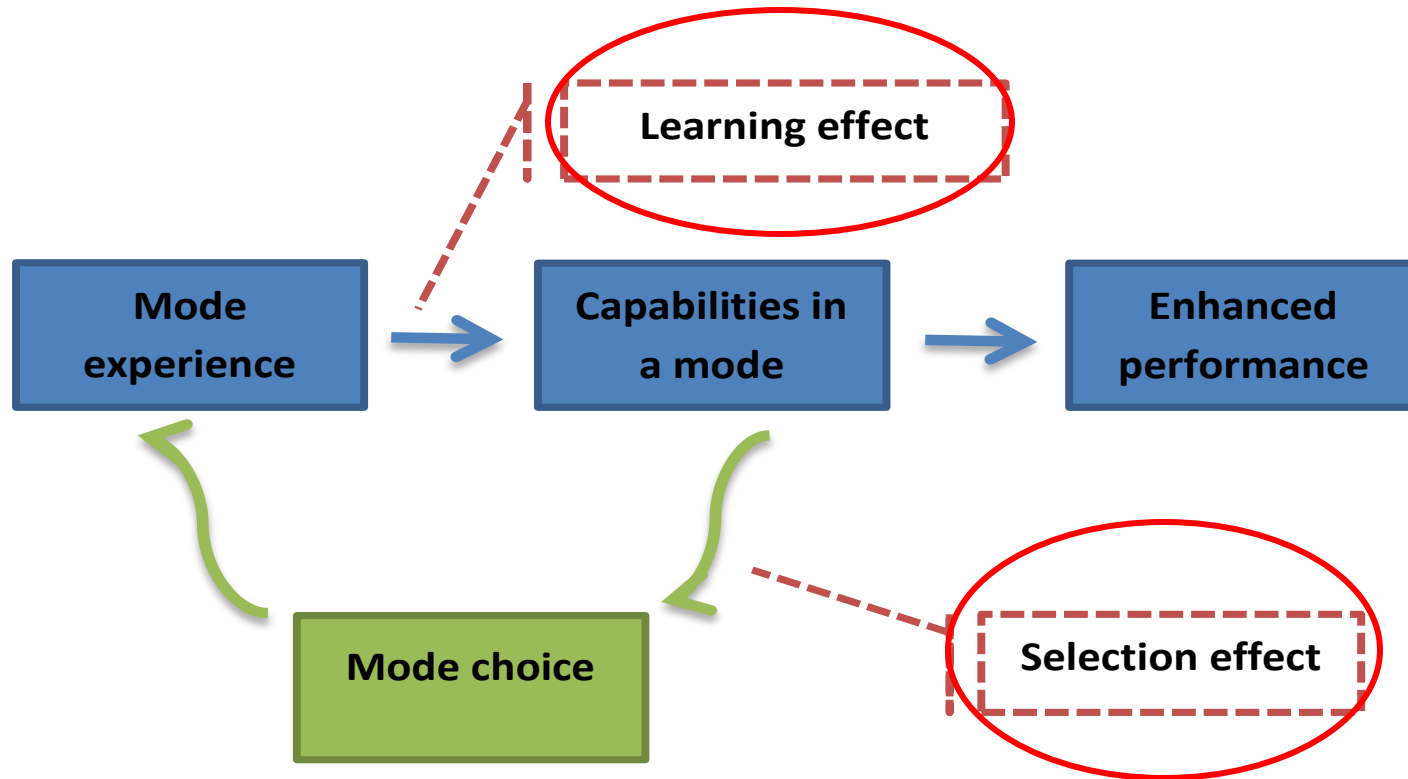 Learning effect
Mode
experience
Capabilities in
a mode
Enhanced
performance
Mode choice
Selection effect